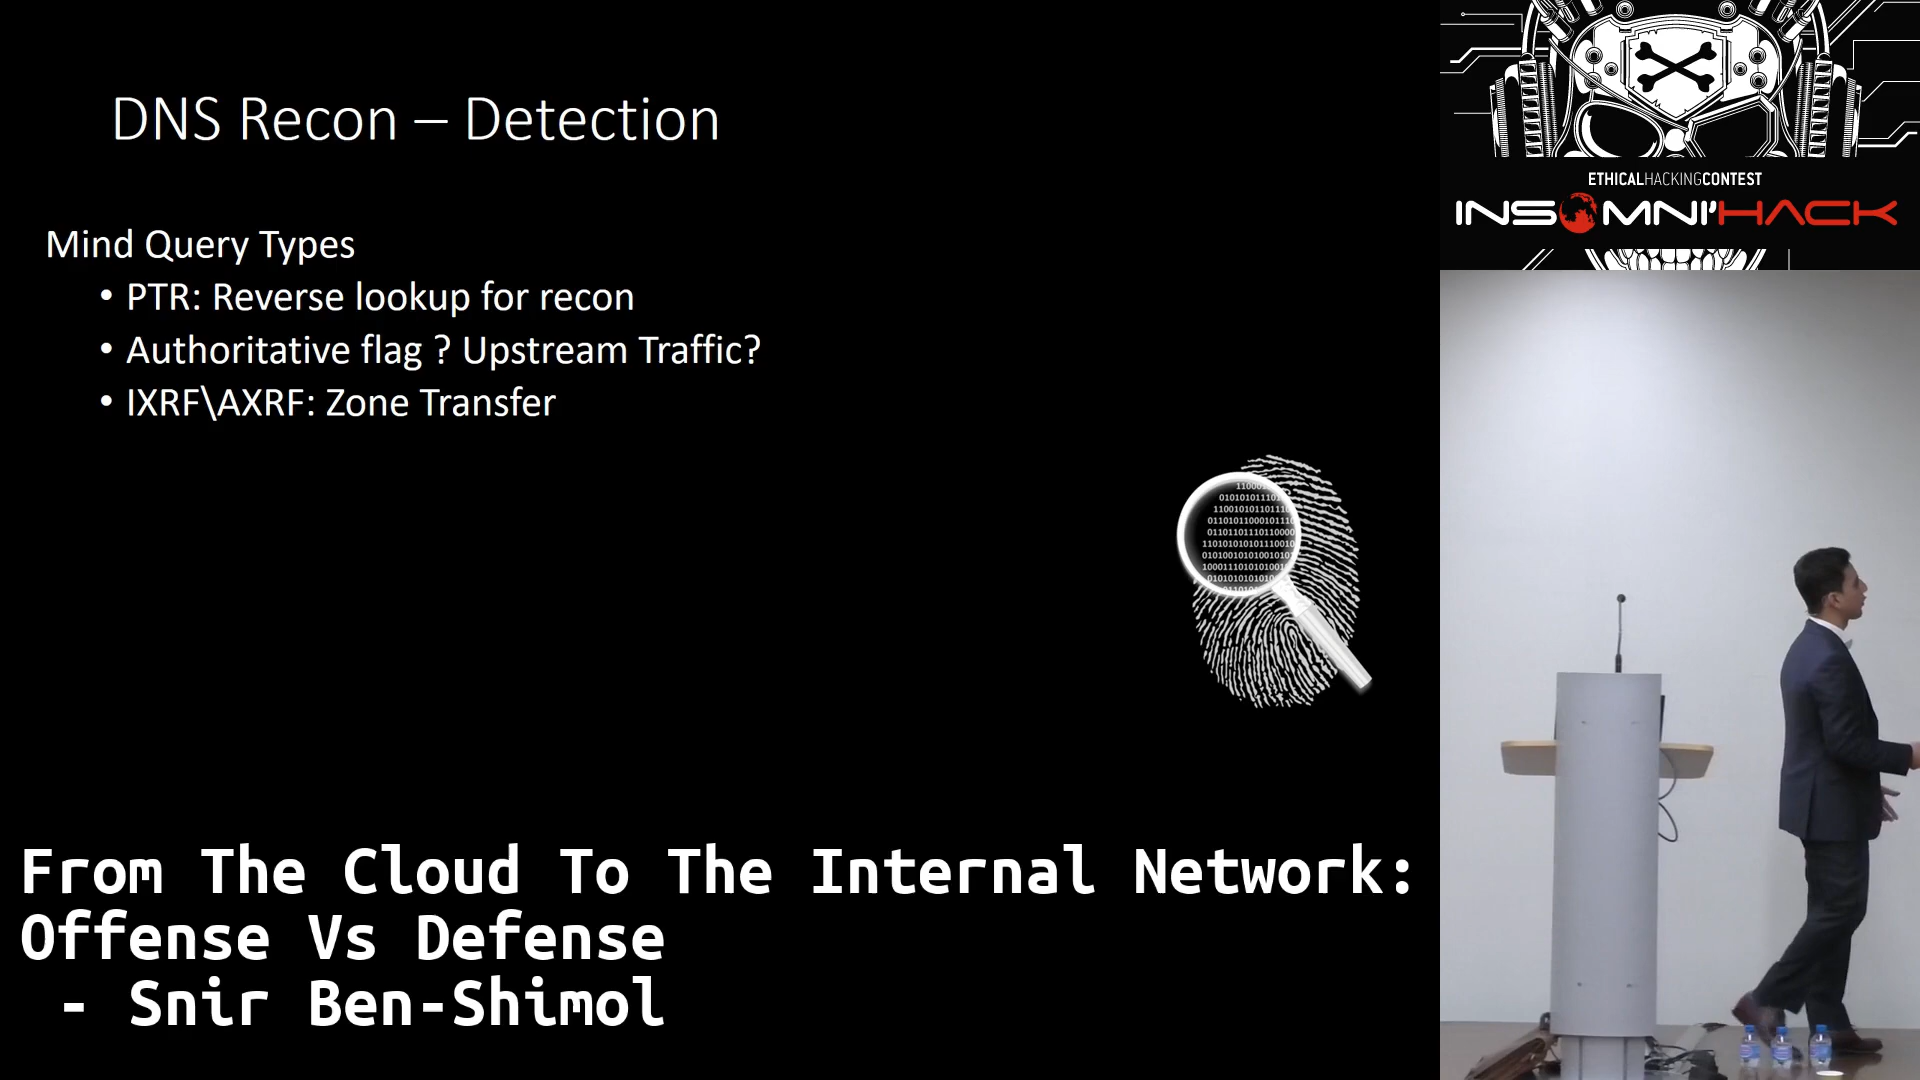 DNS Recon – Detection
Mind Query Types
• PTR: Reverse lookup for recon
• Authoritative flag ? Upstream Traffic?
• IXRF\AXRF: Zone Transfer
From The Cloud To The Internal Network:
Offense Vs Defense
- Snir Ben-Shimol
ETHICALHACKINGCONTEST
INSOMNI'HACK